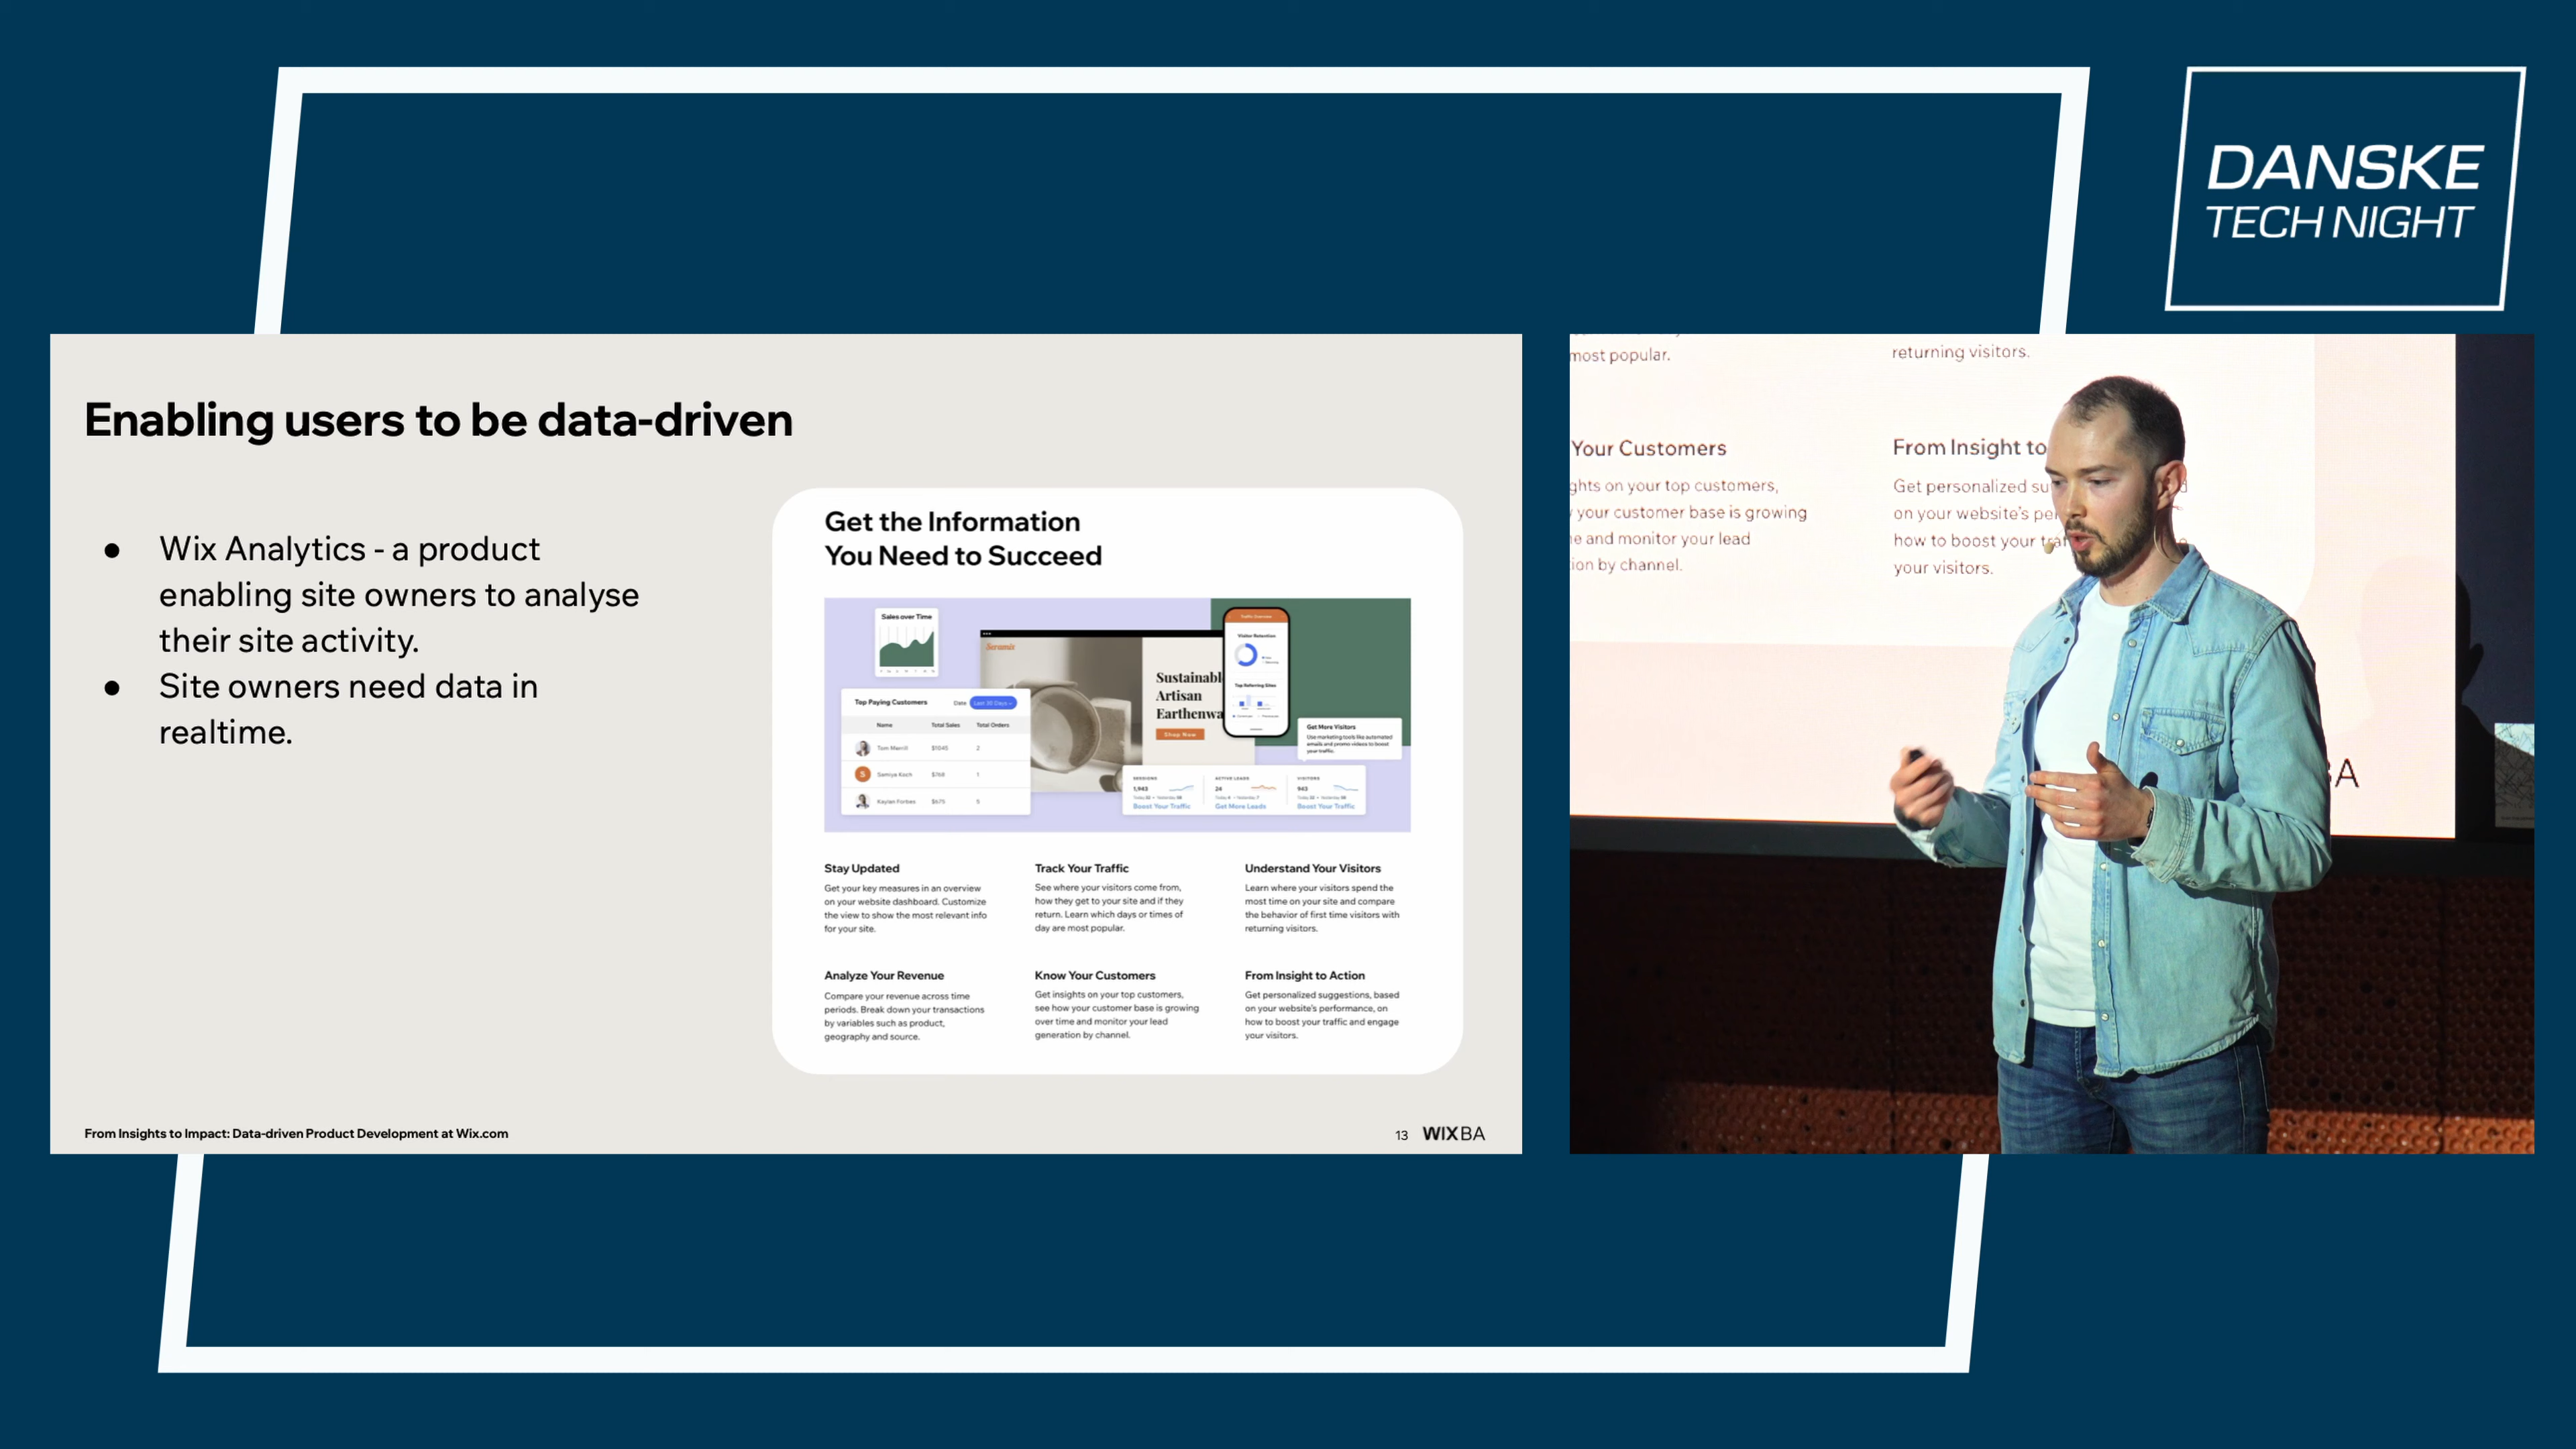 DANSKE
TECH NIGHT
Enabling users to be data-driven
● Wix Analytics - a product
enabling site owners to analyse
their site activity.
● Site owners need data in
realtime.
Get the Information
You Need to Succeed
Sales over Time
Top Paying Customers
Date
Last 30 Days
Name Total Sales Total Orders
Tom Merrill $1045 2
S Samiya Koch $768 1
Kaylan Forbes $675 5
Sustainabl
Artisan
Earthenwa
Shop Now
Traffic Overview
Visitor Retention
Top Referring Sites
Get More Visitors
Use marketing tools like automated
emails and promo videos to boost
your traffic.
SESSIONS
1,943
Boost Your Traffic
ACTIVE LEADS
24
Get More Leads
VISITORS
943
Boost Your Traffic
Stay Updated
Get your key measures in an overview
on your website dashboard. Customize
the view to show the most relevant info
for your site.
Track Your Traffic
See where your visitors come from,
how they get to your site and if they
return. Learn which days or times of
day are most popular.
Understand Your Visitors
Learn where your visitors spend the
most time on your site and compare
the behavior of first time visitors with
returning visitors.
Analyze Your Revenue
Compare your revenue across time
periods. Break down your transactions
by variables such as product,
geography and source.
Know Your Customers
Get insights on your top customers,
see how your customer base is growing
over time and monitor your lead
generation by channel.
From Insight to Action
Get personalized suggestions, based
on your website's performance, on
how to boost your traffic and engage
your visitors.
From Insights to Impact: Data-driven Product Development at Wix.com
13 WIXBA
most popular.
returning visitors.
Your Customers
ghts on your top customers,
your customer base is growing
e and monitor your lead
ion by channel.
From Insight to
Get personalized su
on your website's per
how to boost your traf
your visitors.
BA